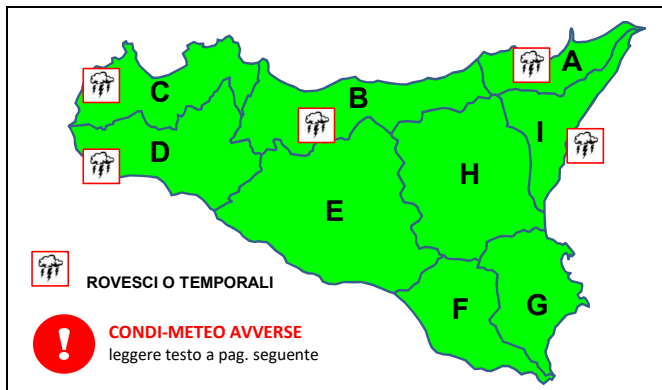 A
C
B
I
D
H
E
F
G
ROVESCI O TEMPORALI
!
CONDI-METEO AVVERSE
leggere testo a pag. seguente